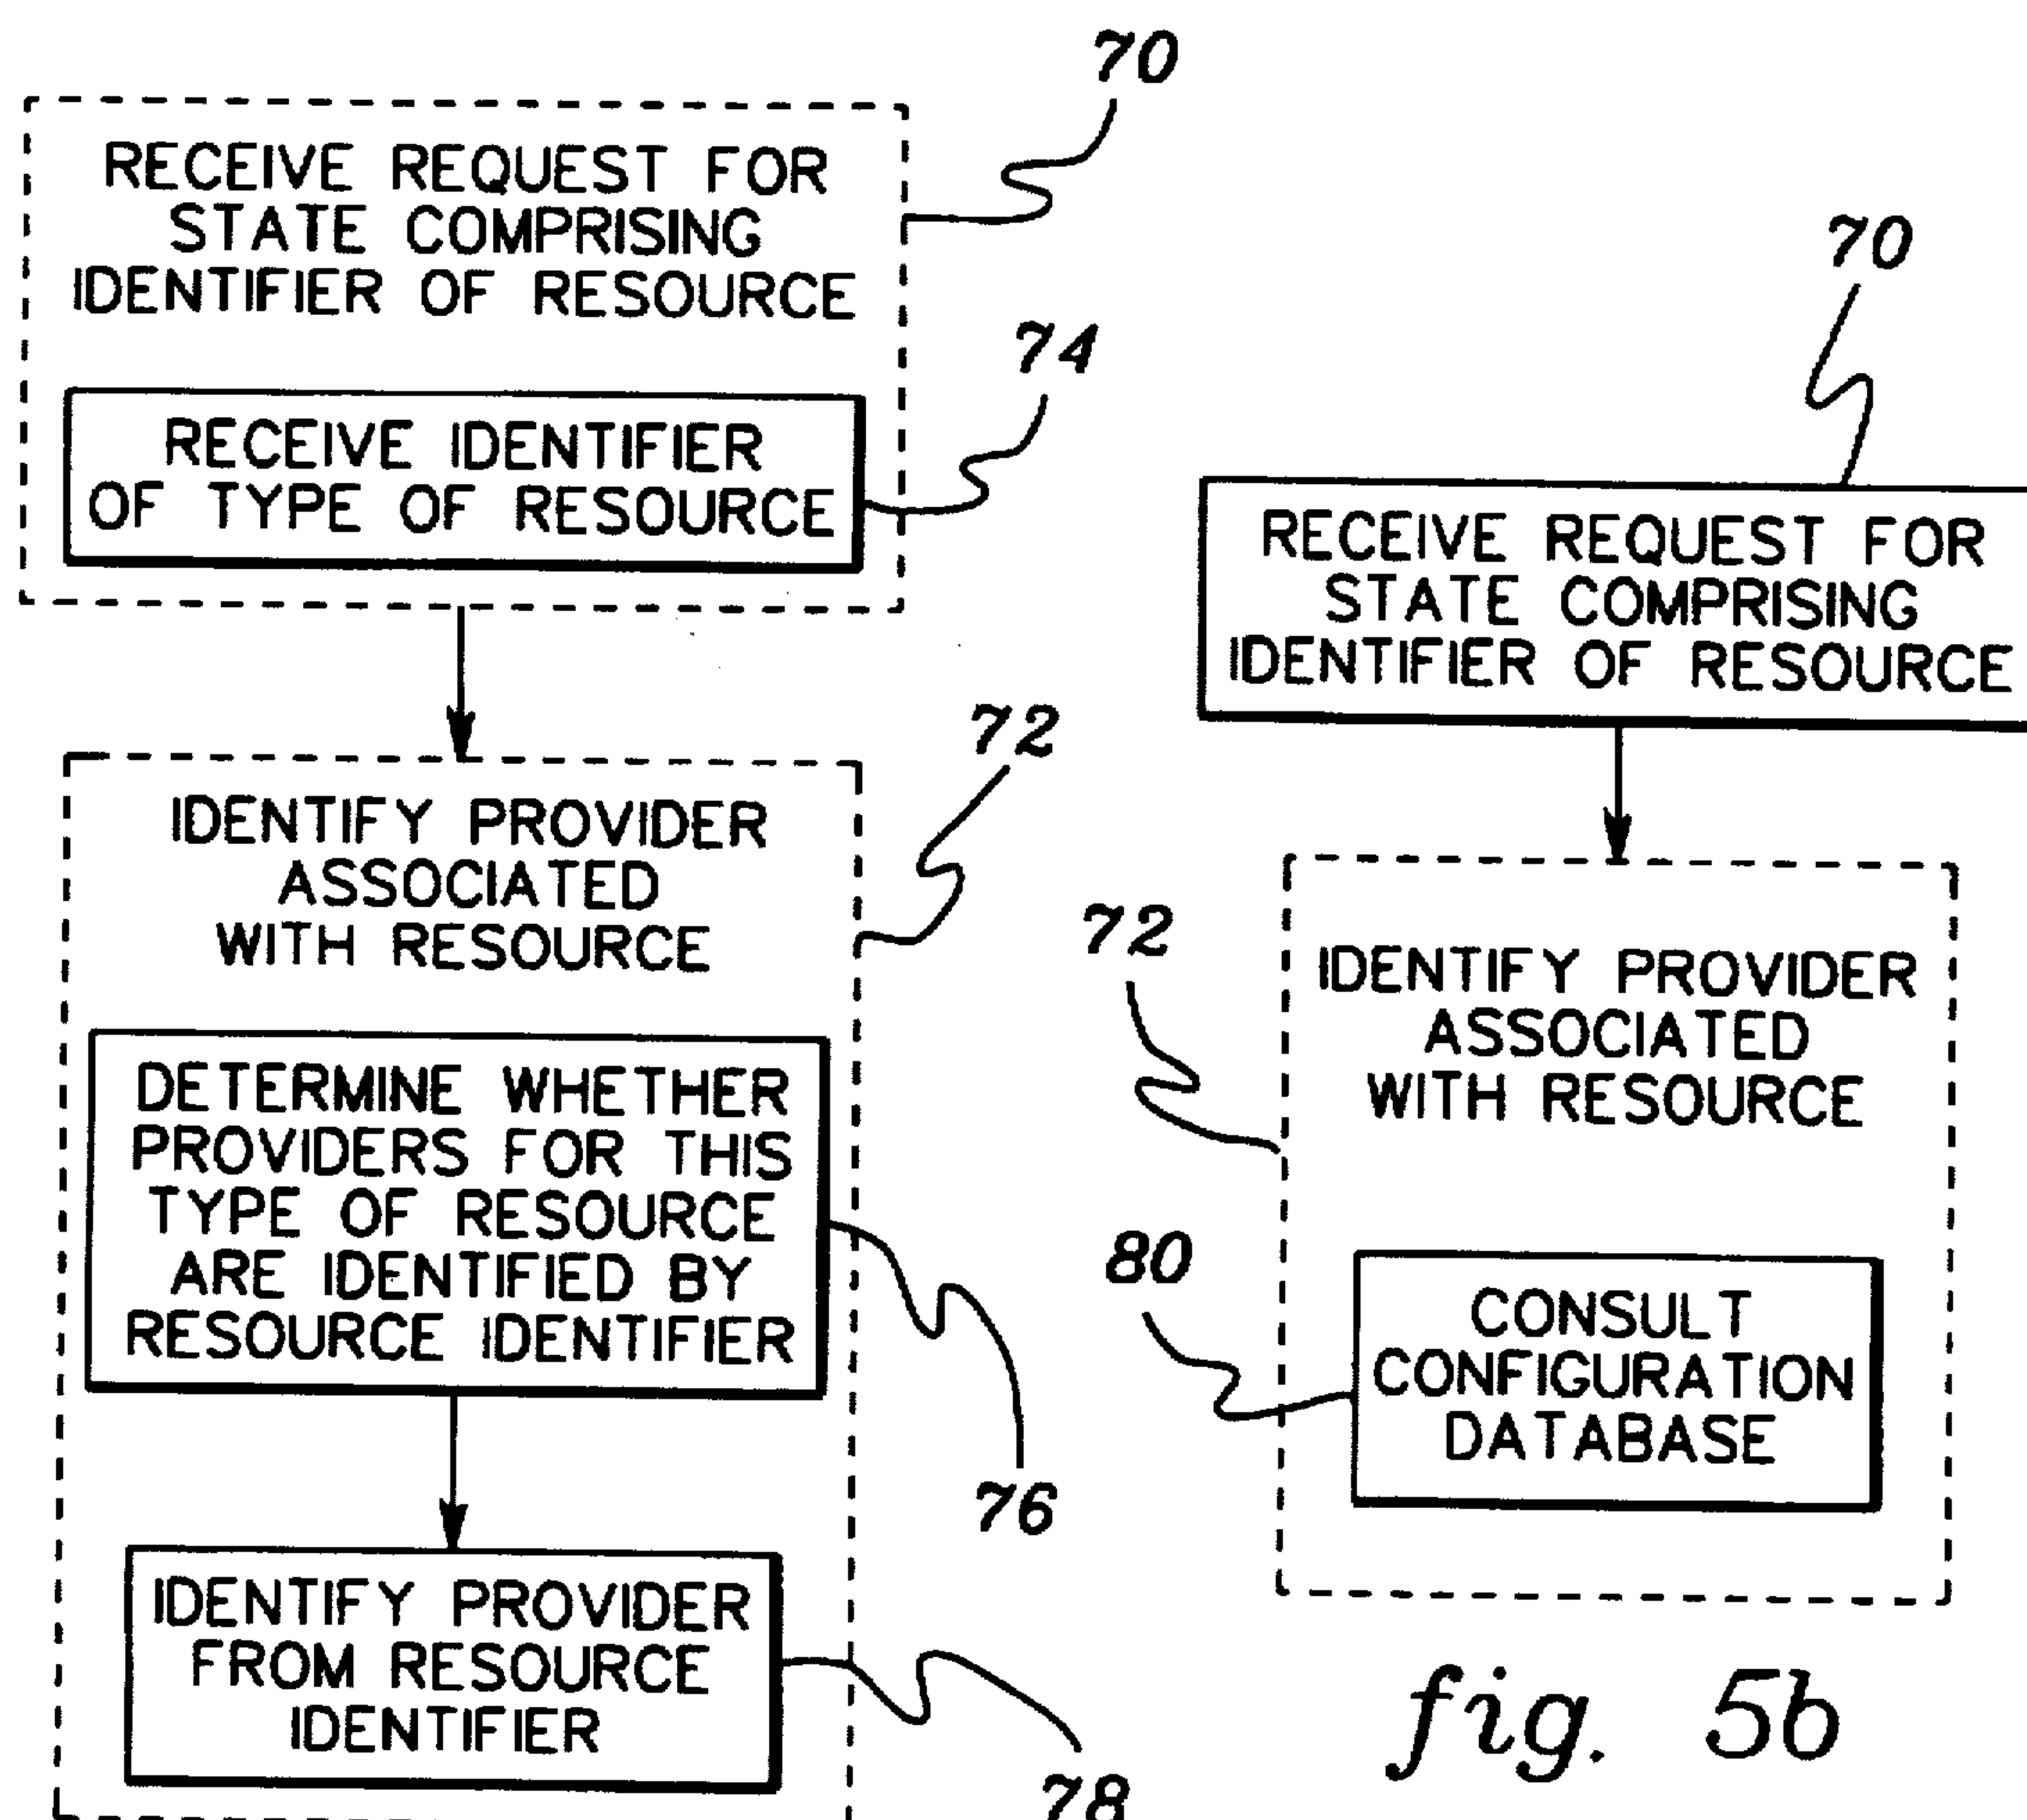 70
RECEIVE REQUEST FOR
STATE COMPRISING
IDENTIFIER OF RESOURCE
74
RECEIVE IDENTIFIER
OF TYPE OF RESOURCE
72
IDENTIFY PROVIDER
ASSOCIATED
WITH RESOURCE
DETERMINE WHETHER
PROVIDERS FOR THIS
TYPE OF RESOURCE
ARE IDENTIFIED BY
RESOURCE IDENTIFIER
76
IDENTIFY PROVIDER
FROM RESOURCE
IDENTIFIER
78
70
RECEIVE REQUEST FOR
STATE COMPRISING
IDENTIFIER OF RESOURCE
72
IDENTIFY PROVIDER
ASSOCIATED
WITH RESOURCE
80
CONSULT
CONFIGURATION
DATABASE
fig. 5b